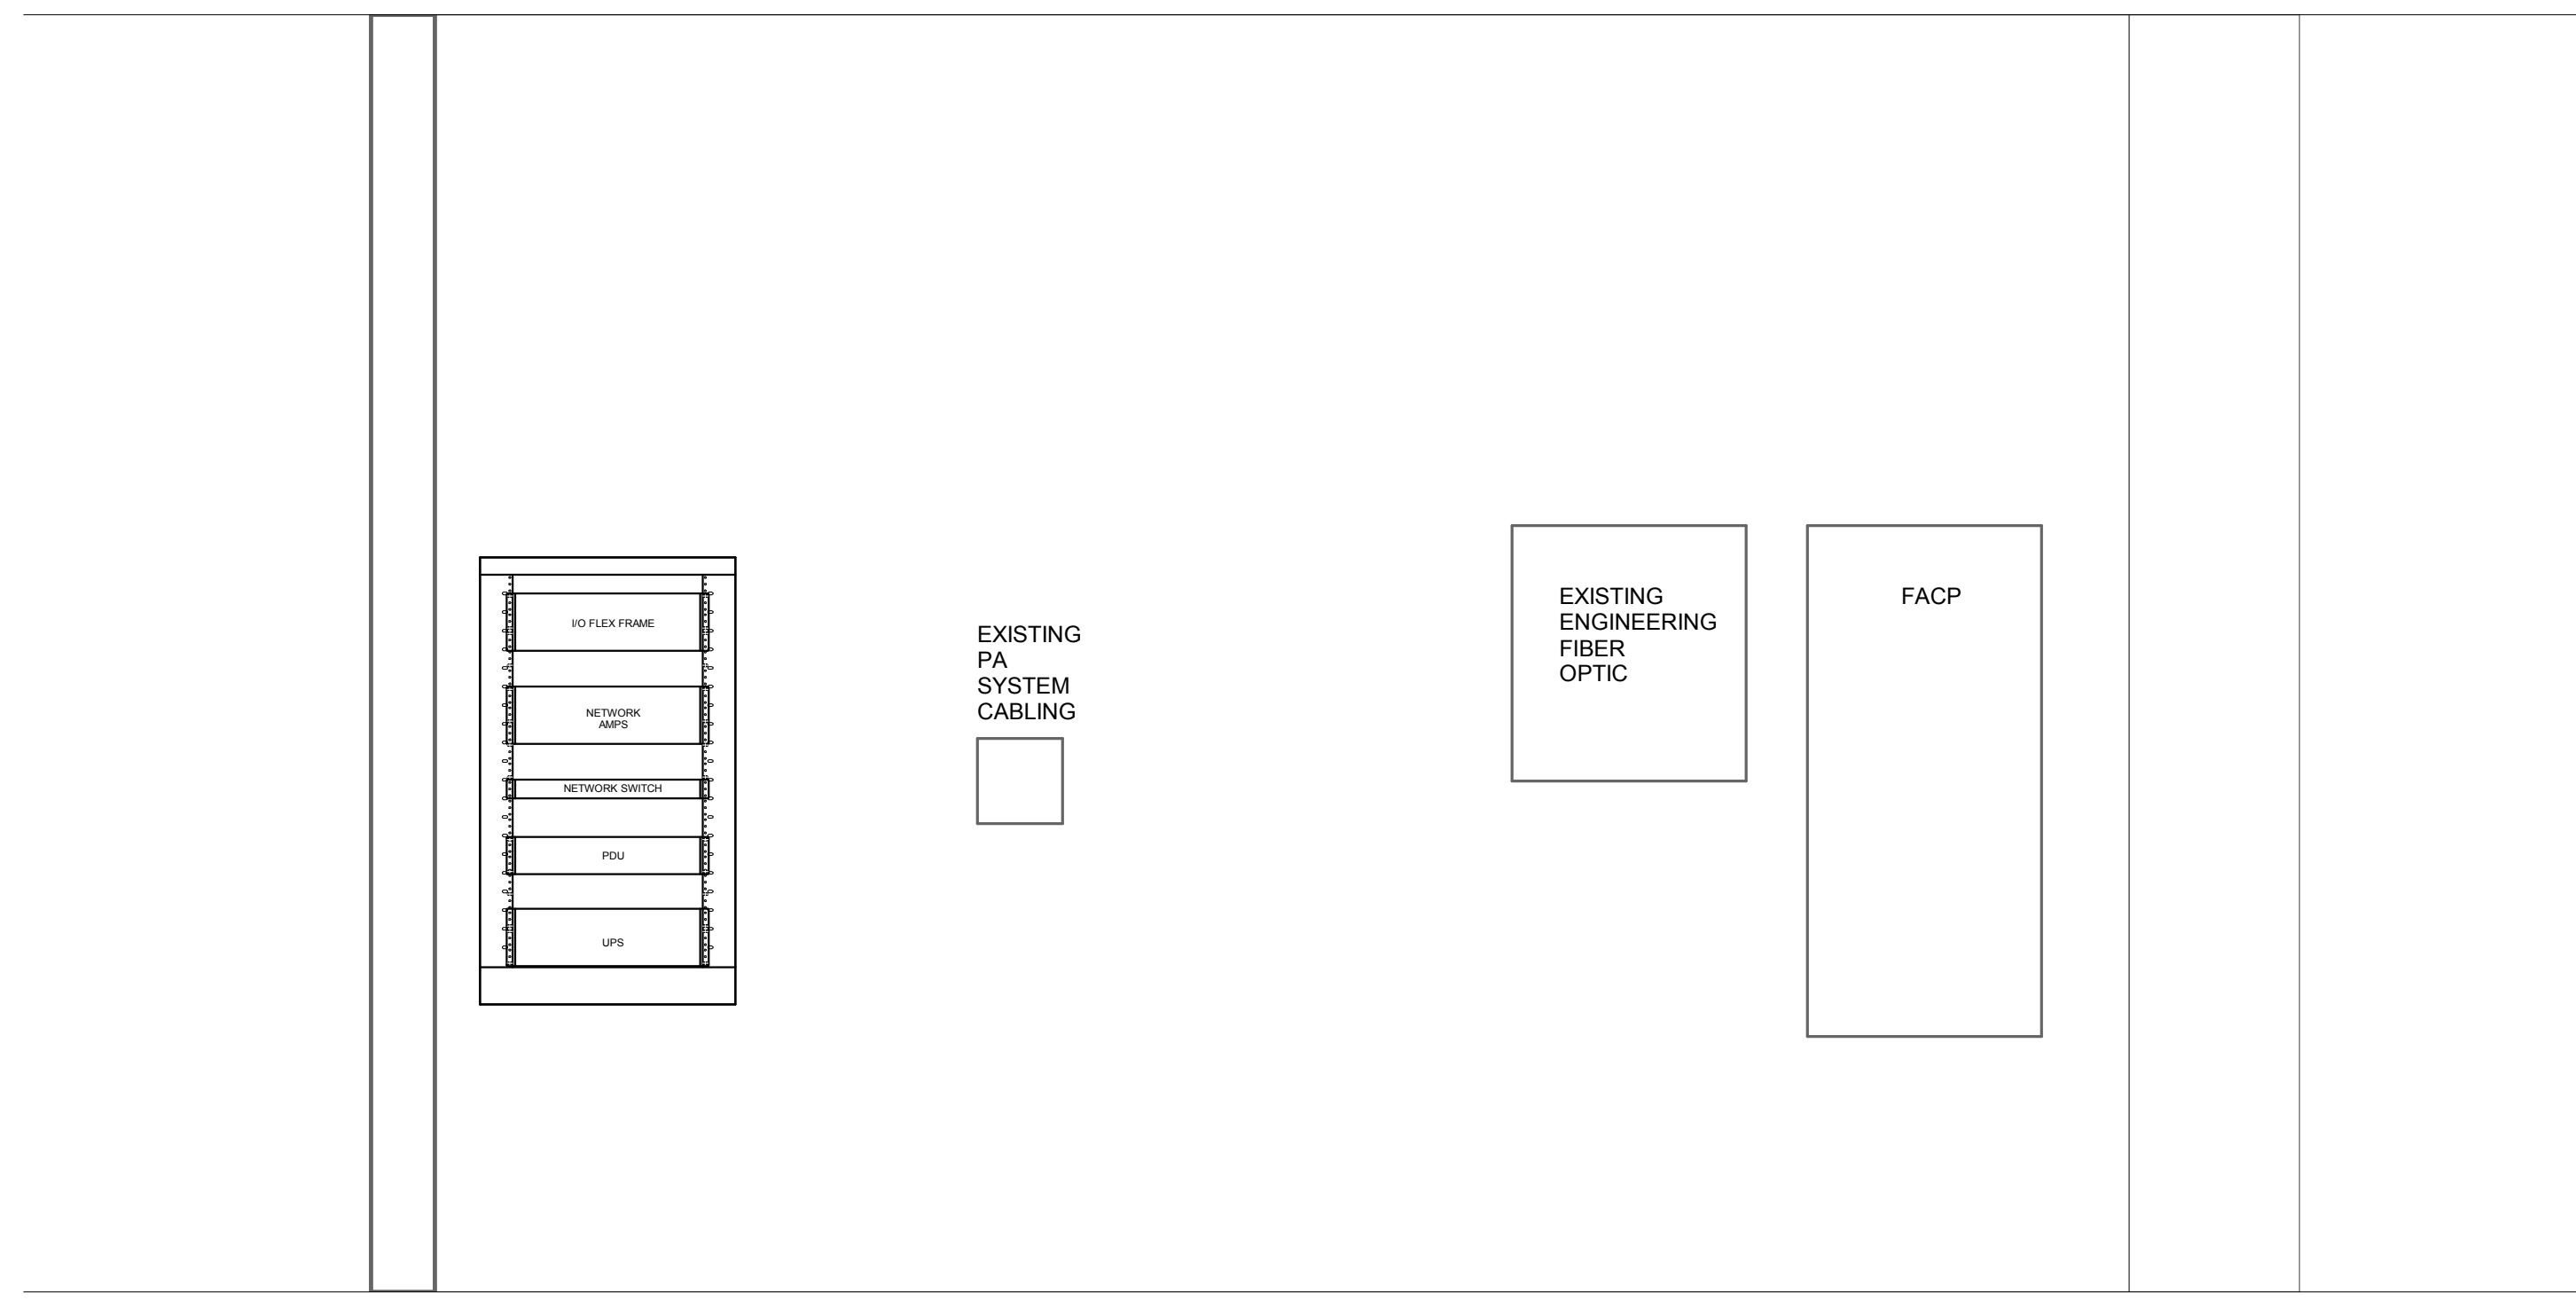 I/O FLEX FRAME
NETWORK
AMPS
NETWORK SWITCH
PDU
UPS
EXISTING
PA
SYSTEM
CABLING
EXISTING
ENGINEERING
FIBER
OPTIC
FACP